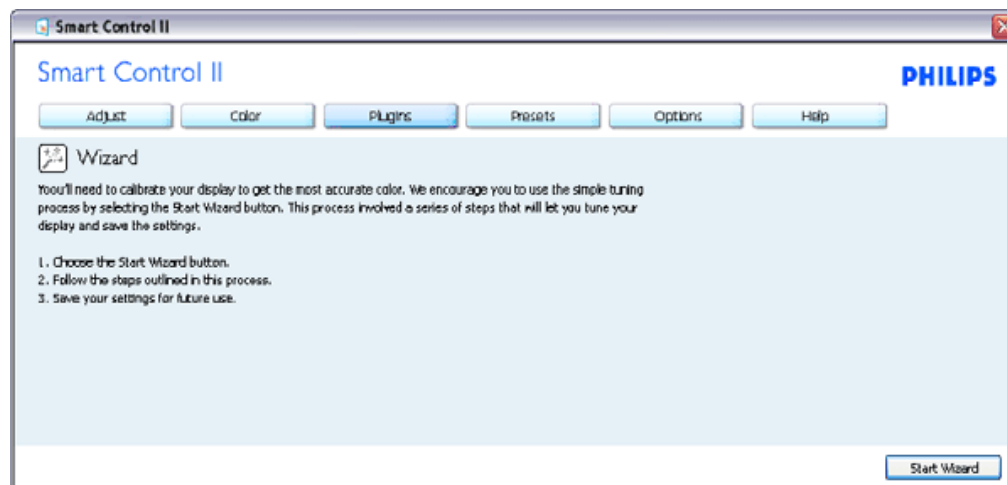 Smart Control II
Smart Control II
PHILIPS
Adjust Color Plugins Presets Options Help
Wizard
Yoou'll need to calibrate your display to get the most accurate color. We encourage you to use the simple tuning
process by selecting the Start Wizard button. This process involved a series of steps that will let you tune your
display and save the settings.
1. Choose the Start Wizard button.
2. Follow the steps outlined in this process.
3. Save your settings for future use.
Start Wizard